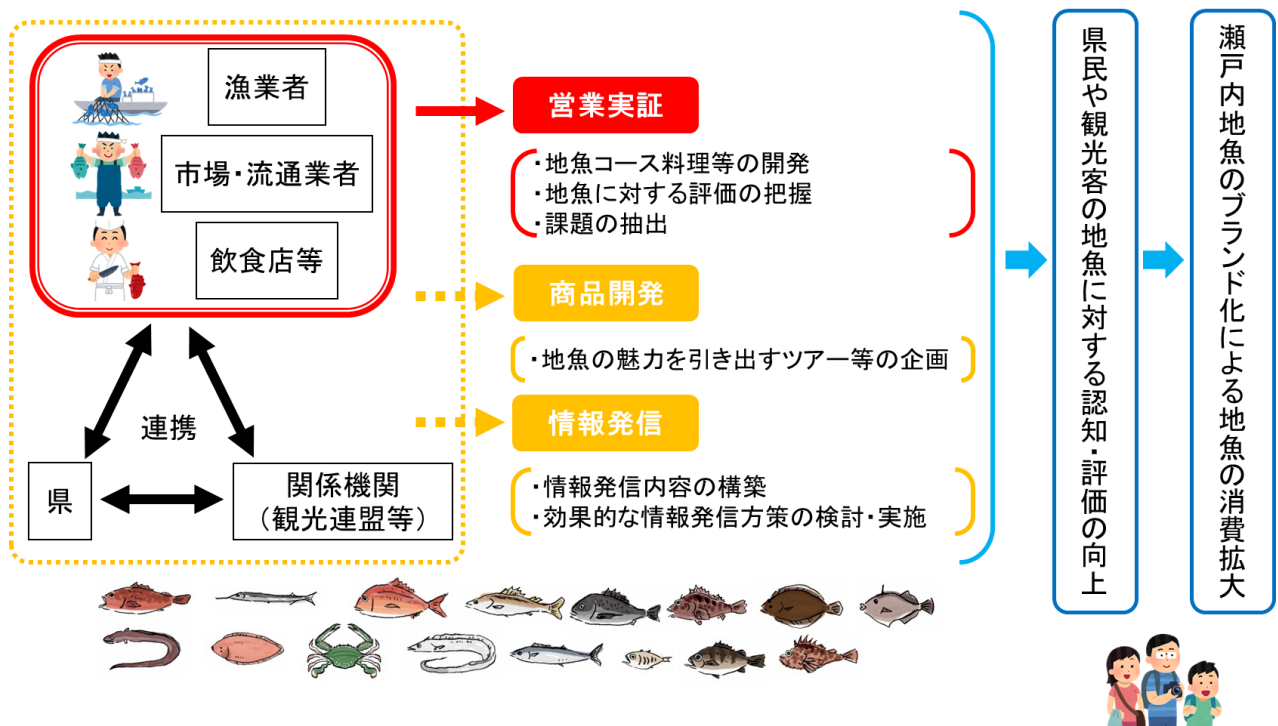 漁業者
市場・流通業者
飲食店等
連携
県
関係機関
（観光連盟等）
営業実証
・地魚コース料理等の開発
・地魚に対する評価の把握
・課題の抽出
商品開発
・地魚の魅力を引き出すツアー等の企画
情報発信
・情報発信内容の構築
・効果的な情報発信方策の検討・実施
県民や観光客の地魚に対する認知・評価の向上
瀬戸内地魚のブランド化による地魚の消費拡大